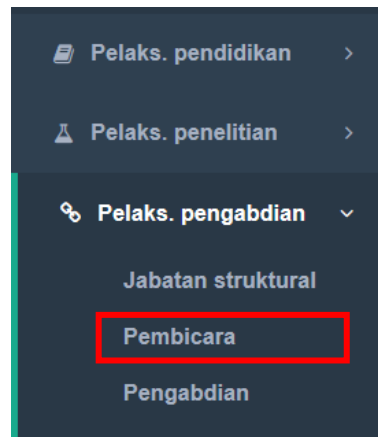 Pelaks. pendidikan
Pelaks. penelitian
Pelaks. pengabdian
Jabatan struktural
Pembicara
Pengabdian